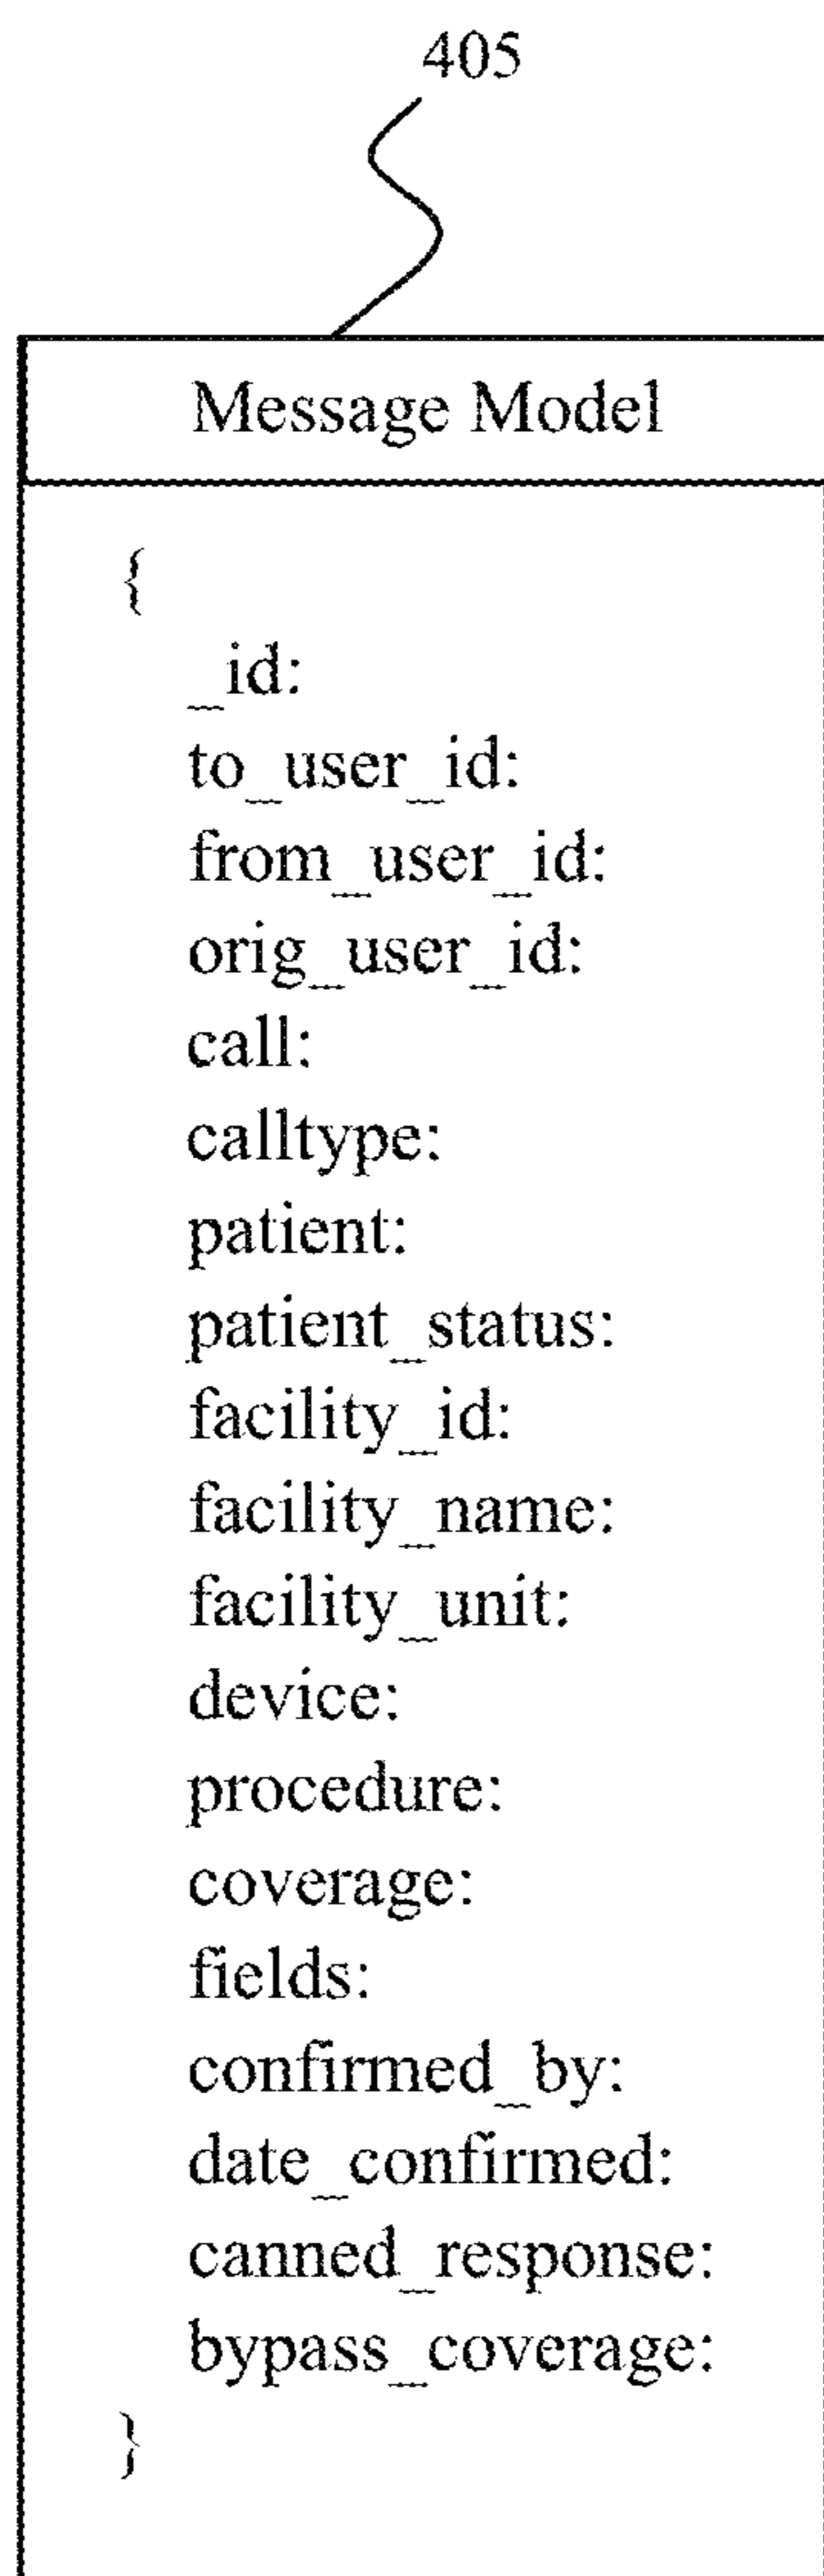 405
Message Model
{
_id:
to_user_id:
from_user_id:
orig_user_id:
call:
calltype:
patient:
patient_status:
facility_id:
facility_name:
facility_unit:
device:
procedure:
coverage:
fields:
confirmed_by:
date_confirmed:
canned_response:
bypass_coverage:
}